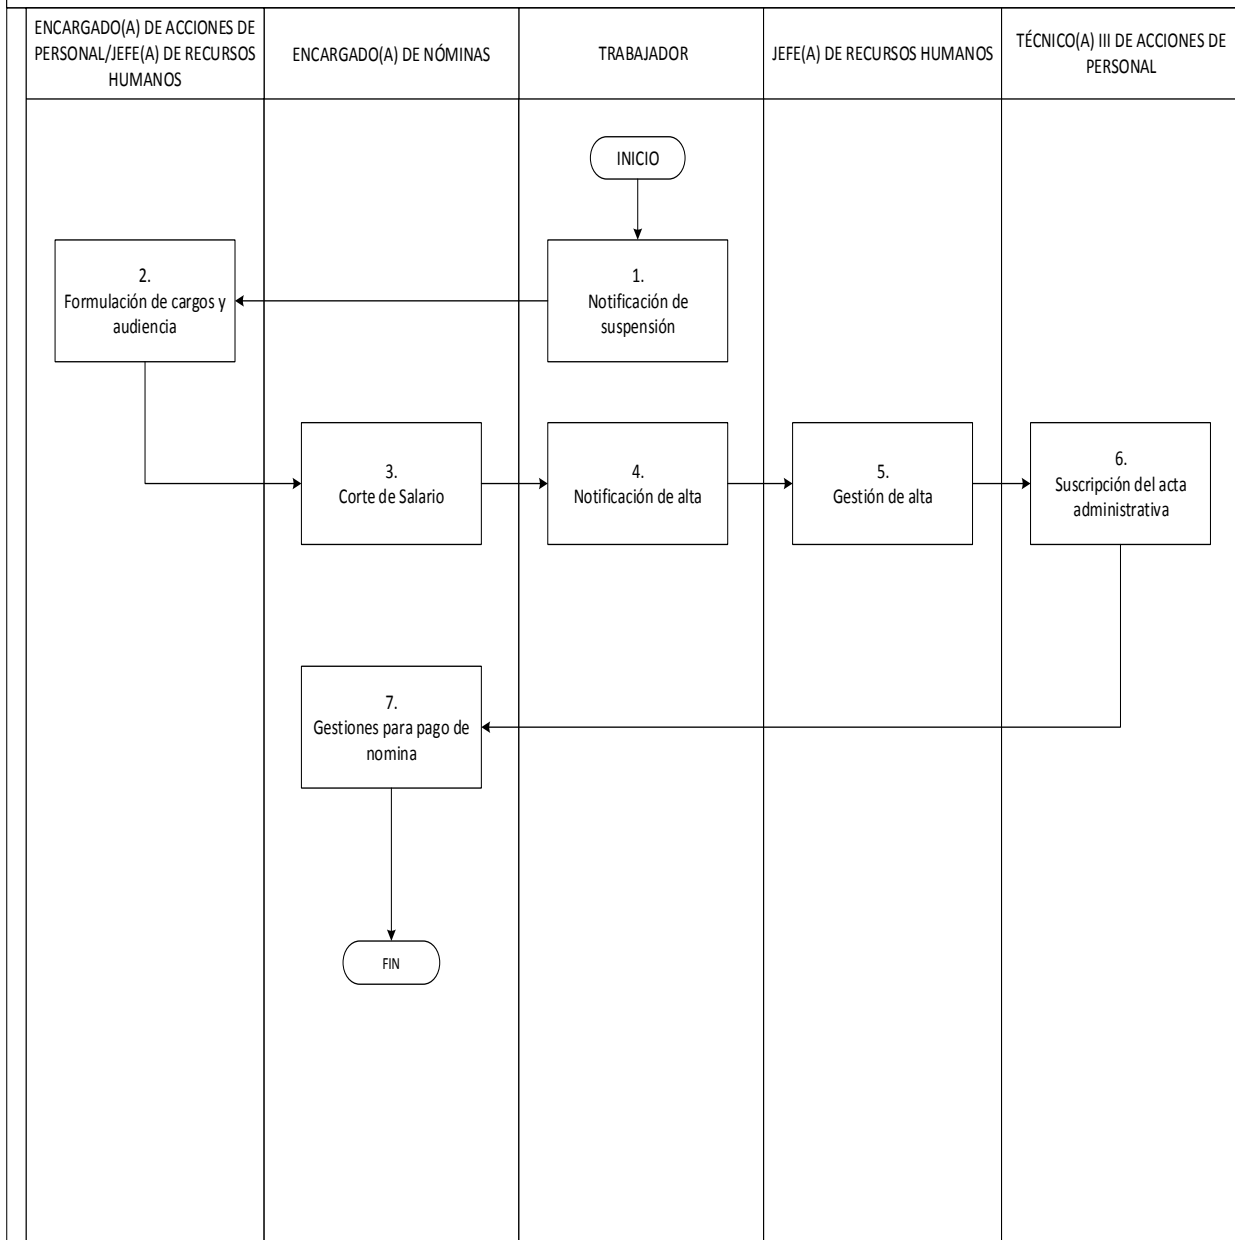 ENCARGADO(A) DE ACCIONES DE
PERSONAL/JEFE(A) DE RECURSOS
HUMANOS
ENCARGADO(A) DE NÓMINAS
TRABAJADOR
JEFE(A) DE RECURSOS HUMANOS
TÉCNICO(A) III DE ACCIONES DE
PERSONAL
INICIO
1.
Notificación de
suspensión
2.
Formulación de cargos y
audiencia
3.
Corte de Salario
4.
Notificación de alta
5.
Gestión de alta
6.
Suscripción del acta
administrativa
7.
Gestiones para pago de
nomina
FIN